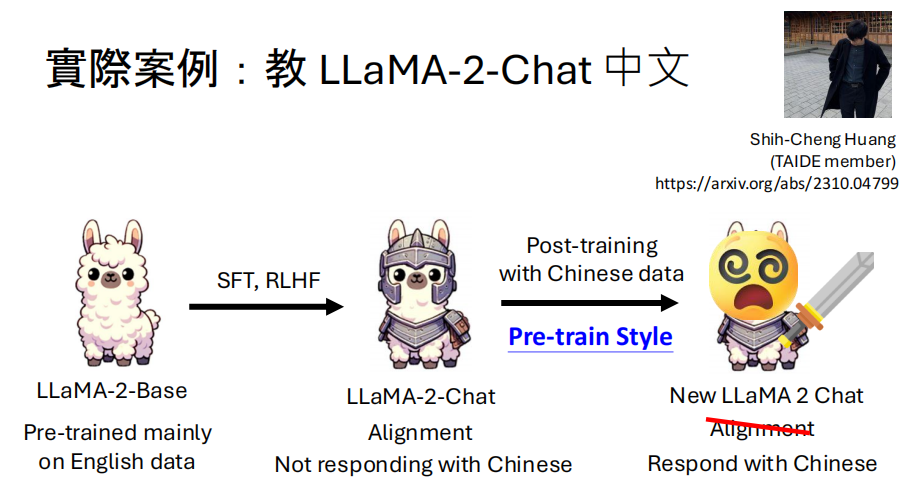 實際案例：教 LLaMA-2-Chat 中文
Shih-Cheng Huang
(TAIDE member)
https://arxiv.org/abs/2310.04799
SFT, RLHF
Post-training
with Chinese data
Pre-train Style
LLaMA-2-Base
Pre-trained mainly
on English data
LLaMA-2-Chat
Alignment
Not responding with Chinese
New LLaMA 2 Chat
Alignment
Respond with Chinese